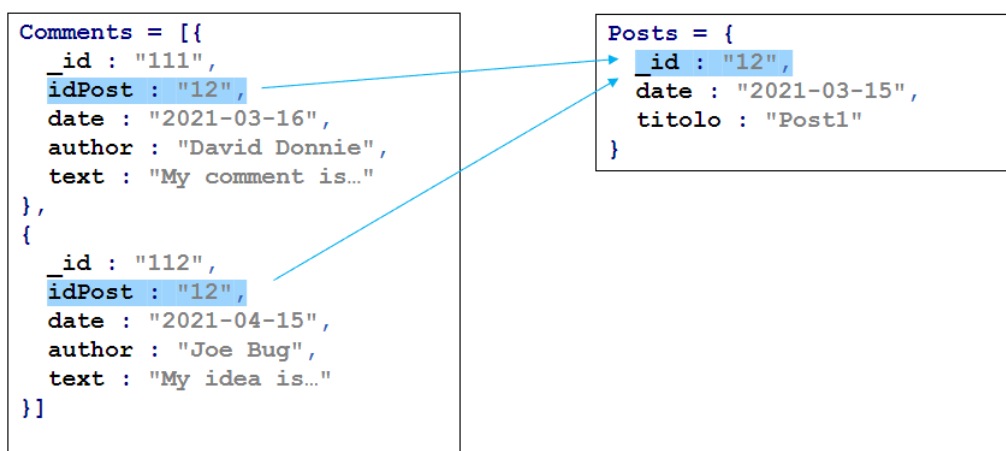 Comments = [{
_id : "111",
idPost : "12",
date : "2021-03-16",
author : "David Donnie",
text : "My comment is…"
},
{
_id : "112",
idPost : "12",
date : "2021-04-15",
author : "Joe Bug",
text : "My idea is…"
}]
Posts = {
_id : "12",
date : "2021-03-15",
titolo : "Post1"
}